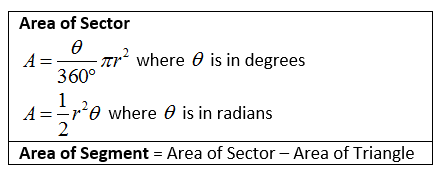 Area of Sector
A = θ/360° πr² where θ is in degrees
A = 1/2 r²θ where θ is in radians
Area of Segment = Area of Sector – Area of Triangle